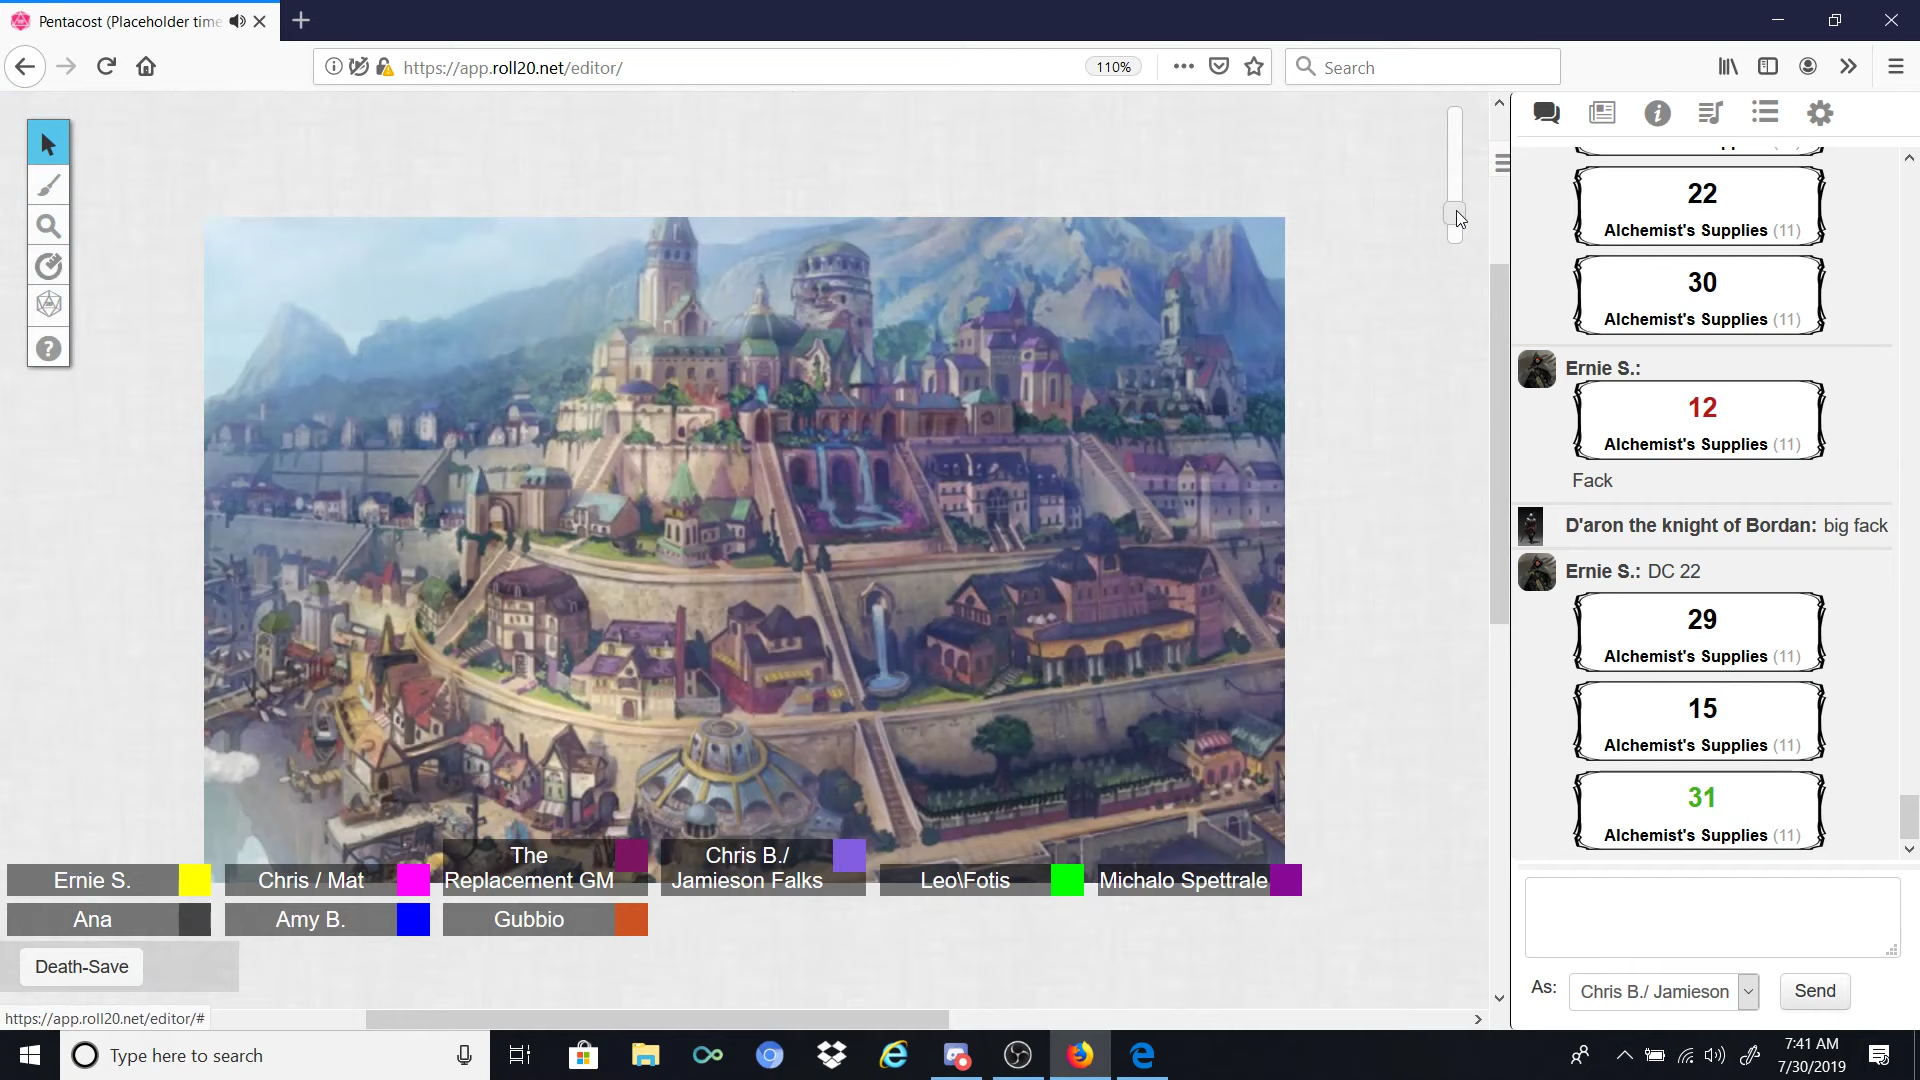 Pentacost (Placeholder time
https://app.roll20.net/editor/
110%
Search
22
Alchemist's Supplies (11)
30
Alchemist's Supplies (11)
Ernie S.:
12
Alchemist's Supplies (11)
Fack
D'aron the knight of Bordan: big fack
Ernie S.: DC 22
29
Alchemist's Supplies (11)
15
Alchemist's Supplies (11)
31
Alchemist's Supplies (11)
Ernie S.
Chris / Mat
The
Replacement GM
Chris B./
Jamieson Falks
Leo\Fotis
Michalo Spettrale
Ana
Amy B.
Gubbio
Death-Save
As:
Chris B./ Jamieson
Send
https://app.roll20.net/editor/#
Type here to search
7:41 AM
7/30/2019